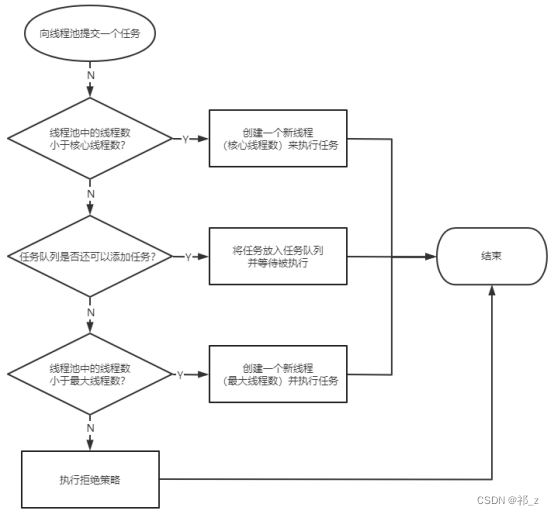 向线程池提交一个任务
N
线程池中的线程数
小于核心线程数?
Y
创建一个新线程
（核心线程数）来执行任务
N
任务队列是否还可以添加任务?
Y
将任务放入任务队列
并等待被执行
结束
N
线程池中的线程数
小于最大线程数?
Y
创建一个新线程
（最大线程数）并执行任务
N
执行拒绝策略
CSDN @祁_z